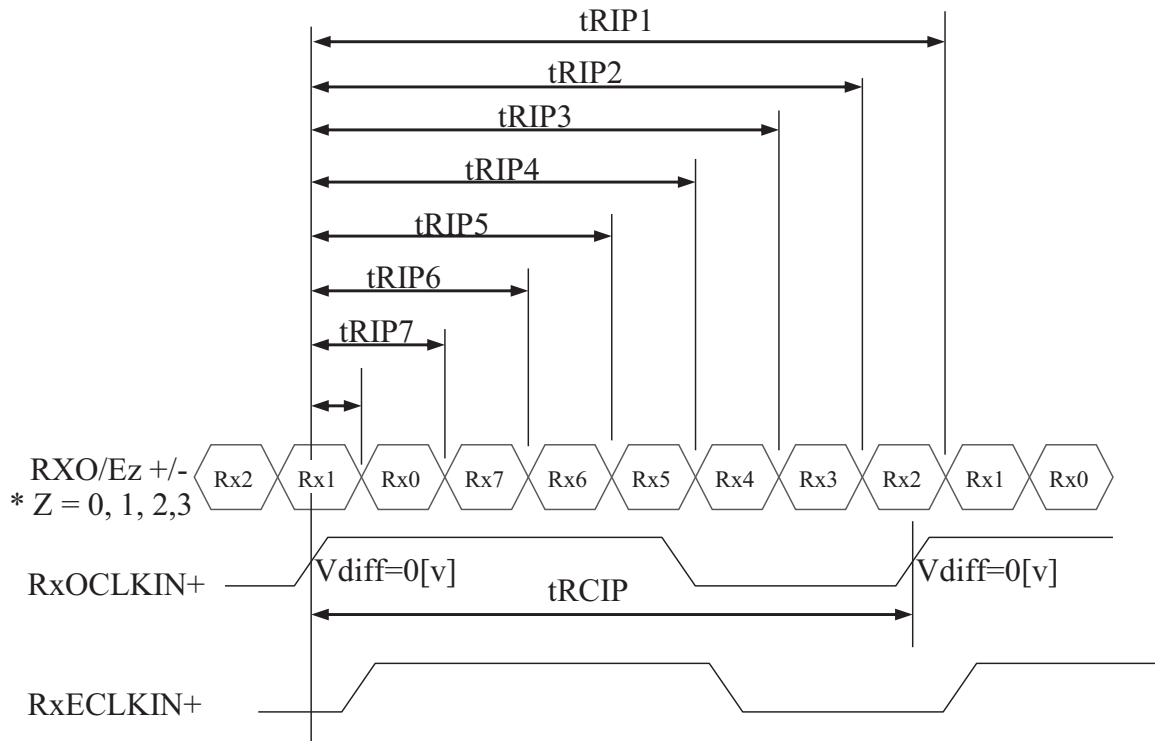 tRIP1
tRIP2
tRIP3
tRIP4
tRIP5
tRIP6
tRIP7
RXO/Ez +/-
* Z = 0, 1, 2,3
Rx2 Rx1 Rx0 Rx7 Rx6 Rx5 Rx4 Rx3 Rx2 Rx1 Rx0
RxOCLKIN+
Vdiff=0[v] Vdiff=0[v]
tRCIP
RxECLKIN+